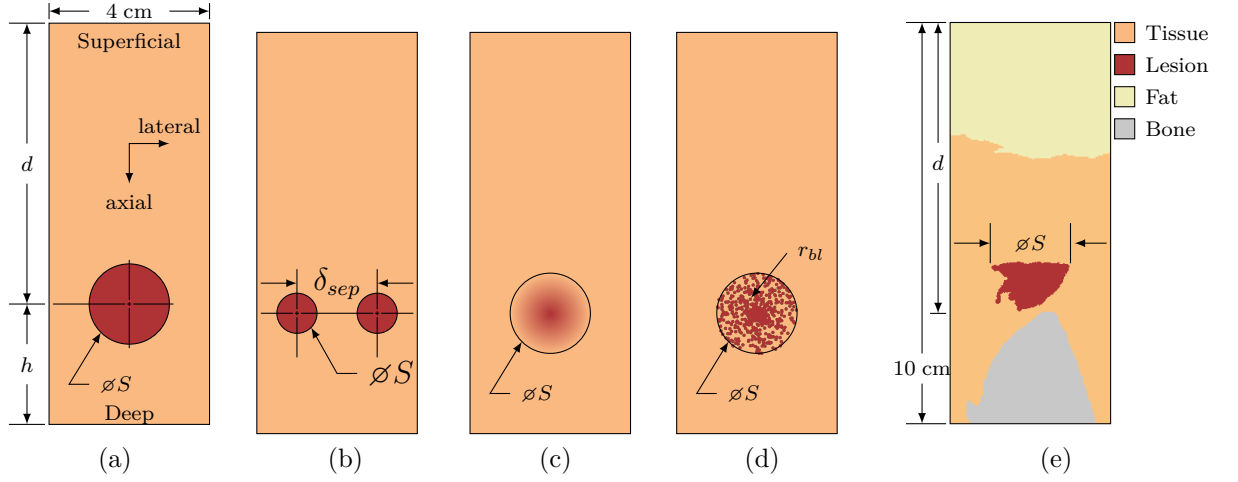 4 cm
Superficial
lateral
axial
d
h
⌀S
Deep
(a)
δsep
⌀S
(b)
⌀S
(c)
rbl
⌀S
(d)
d
⌀S
10 cm
(e)
Tissue
Lesion
Fat
Bone